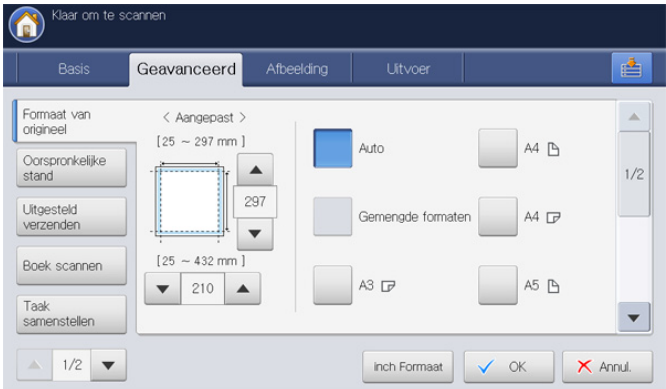 Klaar om te scannen
Basis
Geavanceerd
Afbeelding
Uitvoer
Formaat van
origineel
Oorspronkelijke
stand
Uitgesteld
verzenden
Boek scannen
Taak
samenstellen
1/2
< Aangepast >
[25 ~ 297 mm ]
297
[25 ~ 432 mm ]
210
Auto
A4
Gemengde formaten
A4
A3
A5
1/2
Inch Formaat
OK
Annul.